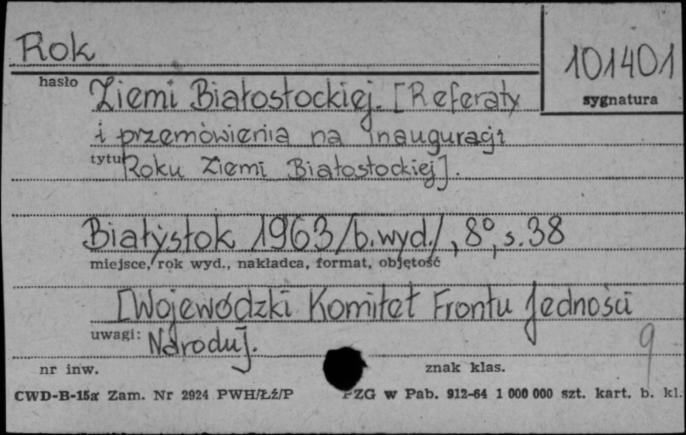 Rok
101401
hasło
Ziemi Białostockiej. [Referaty
sygnatura
i przemówienia na inauguracji
tytuł
Roku Ziemi Białostockiej].
Białystok 1963 /b.wyd./, 8°, s. 38
miejsce, rok wyd., nakładca, format, objętość
[Wojewódzki Komitet Frontu Jedności
uwagi: Narodu].
9
nr inw.
znak klas.
CWD-B-15a Zam. Nr 2924 PWH/Łź/P
PZG w Pab. 912-64 1 000 000 szt. kart. b. kl.